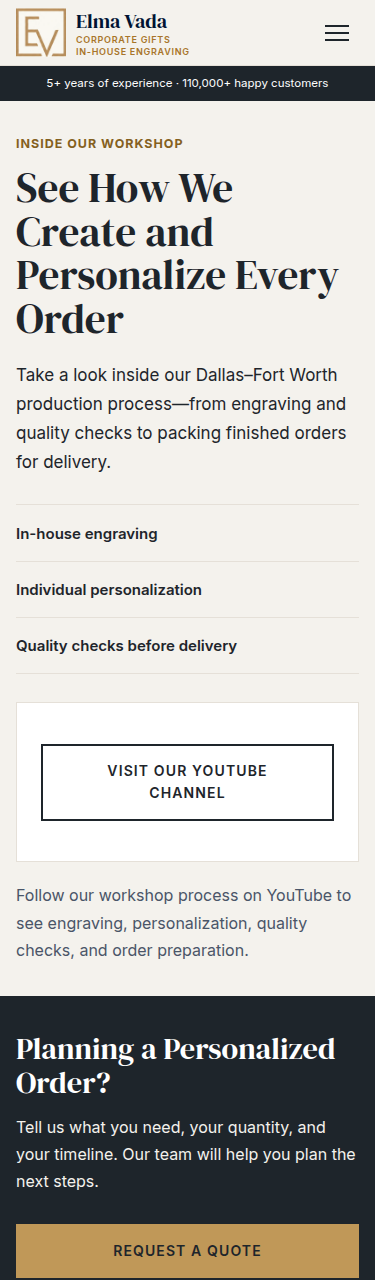 EV
Elma Vada
CORPORATE GIFTS
IN-HOUSE ENGRAVING
5+ years of experience · 110,000+ happy customers
INSIDE OUR WORKSHOP
See How We
Create and
Personalize Every
Order
Take a look inside our Dallas–Fort Worth
production process—from engraving and
quality checks to packing finished orders
for delivery.
In-house engraving
Individual personalization
Quality checks before delivery
VISIT OUR YOUTUBE
CHANNEL
Follow our workshop process on YouTube to
see engraving, personalization, quality
checks, and order preparation.
Planning a Personalized
Order?
Tell us what you need, your quantity, and
your timeline. Our team will help you plan the
next steps.
REQUEST A QUOTE